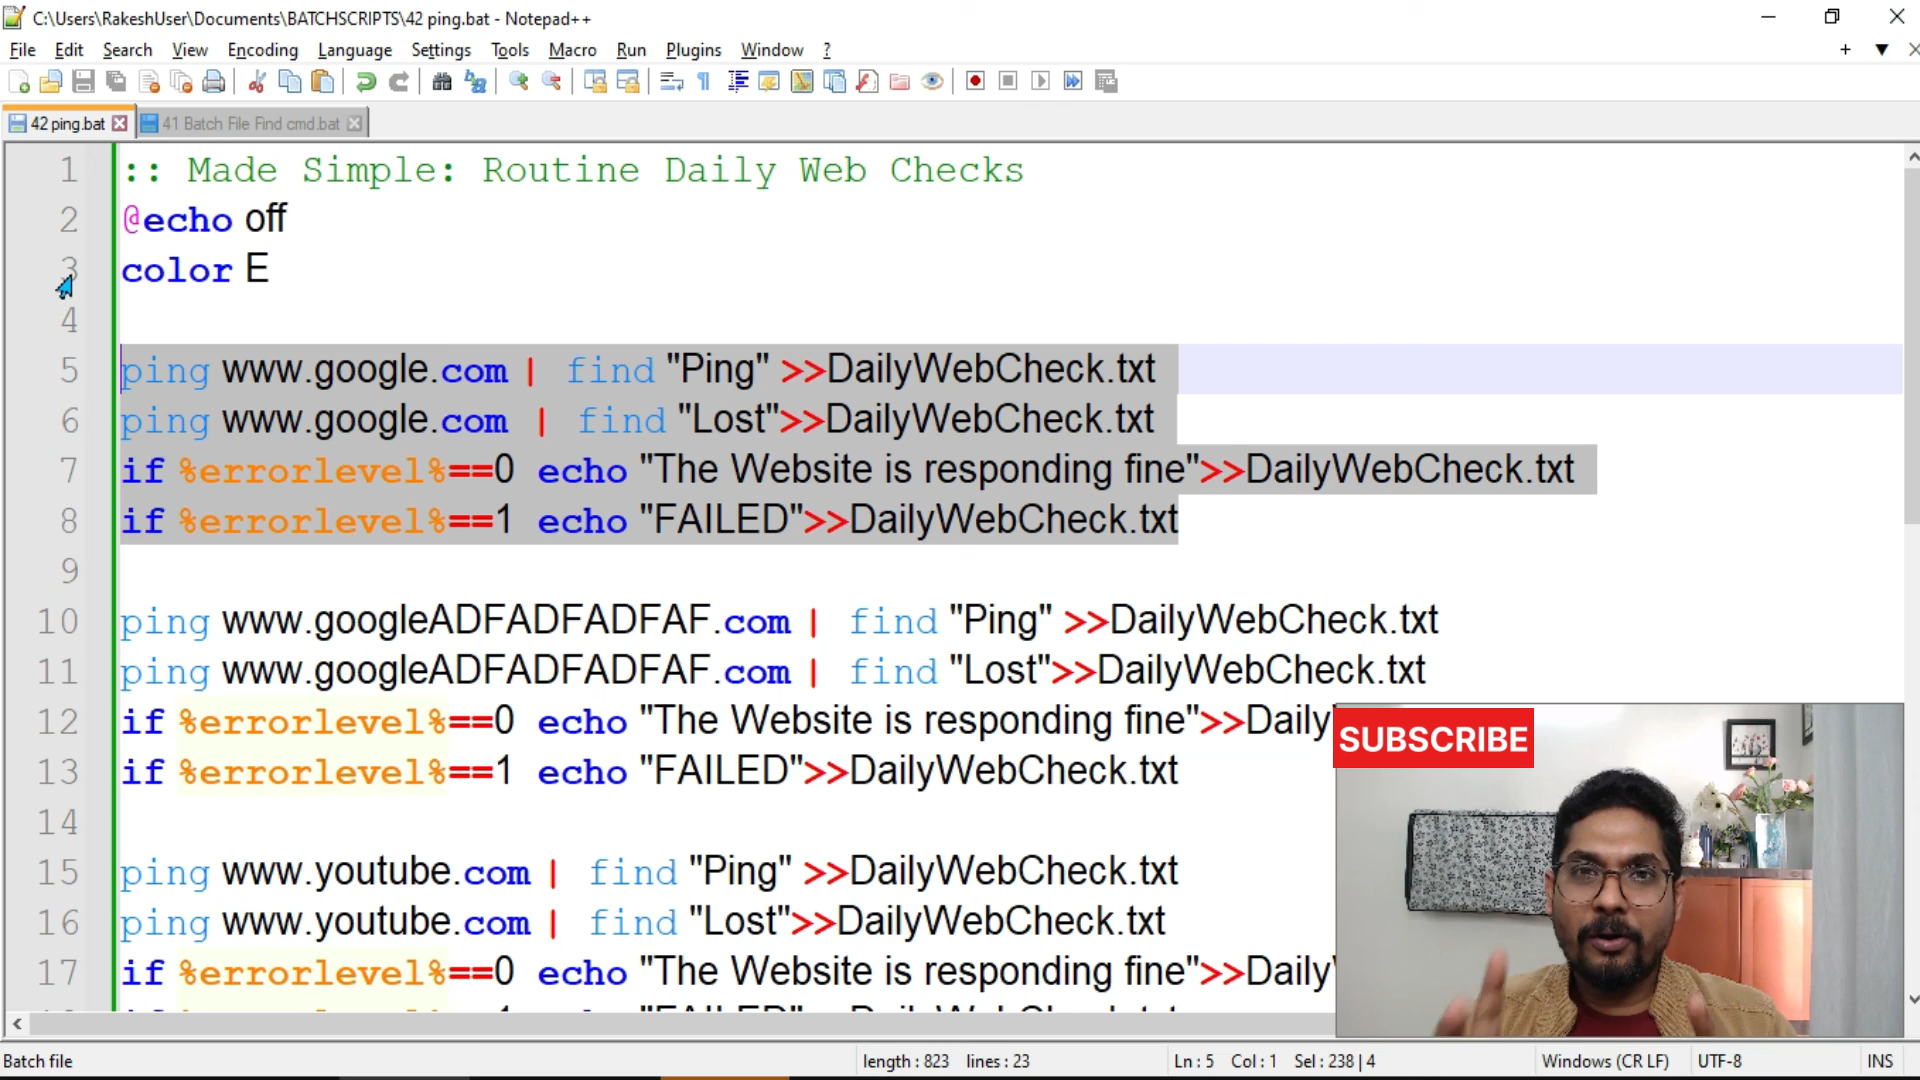 C:\Users\RakeshUser\Documents\BATCHSCRIPTS\42 ping.bat - Notepad++
File Edit Search View Encoding Language Settings Tools Macro Run Plugins Window ?
42 ping.bat 41 Batch File Find cmd.bat
1 :: Made Simple: Routine Daily Web Checks
2 @echo off
3 color E
4
5 ping www.google.com | find "Ping" >>DailyWebCheck.txt
6 ping www.google.com | find "Lost">>DailyWebCheck.txt
7 if %errorlevel%==0 echo "The Website is responding fine">>DailyWebCheck.txt
8 if %errorlevel%==1 echo "FAILED">>DailyWebCheck.txt
9
10 ping www.googleADFADFADFAF.com | find "Ping" >>DailyWebCheck.txt
11 ping www.googleADFADFADFAF.com | find "Lost">>DailyWebCheck.txt
12 if %errorlevel%==0 echo "The Website is responding fine">>Daily
13 if %errorlevel%==1 echo "FAILED">>DailyWebCheck.txt
14
15 ping www.youtube.com | find "Ping" >>DailyWebCheck.txt
16 ping www.youtube.com | find "Lost">>DailyWebCheck.txt
17 if %errorlevel%==0 echo "The Website is responding fine">>Daily
SUBSCRIBE
Batch file length : 823 lines : 23 Ln : 5 Col : 1 Sel : 238 | 4 Windows (CR LF) UTF-8 INS